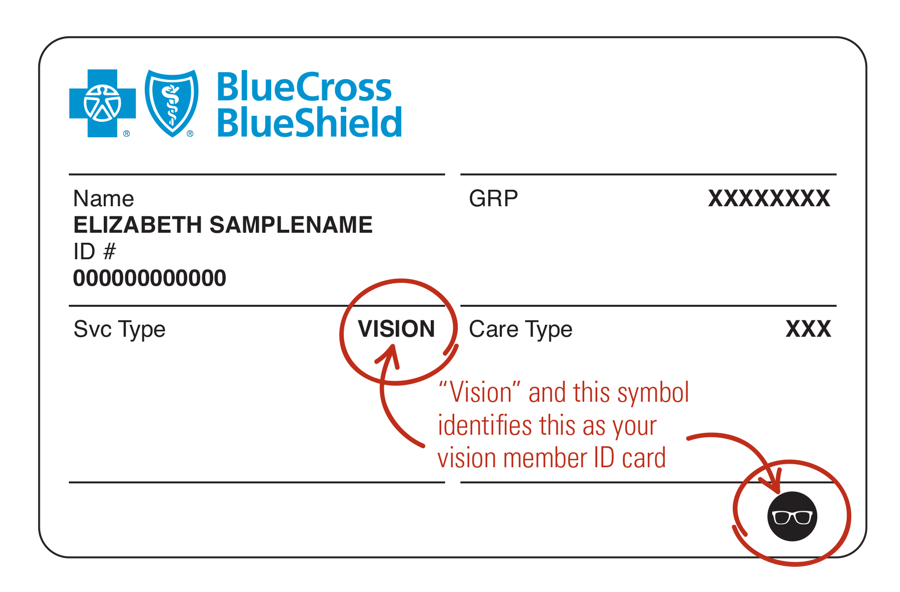 BlueCross
BlueShield
® ®
Name
ELIZABETH SAMPLENAME
ID #
000000000000
GRP XXXXXXXX
Svc Type VISION
Care Type XXX
“Vision” and this symbol
identifies this as your
vision member ID card